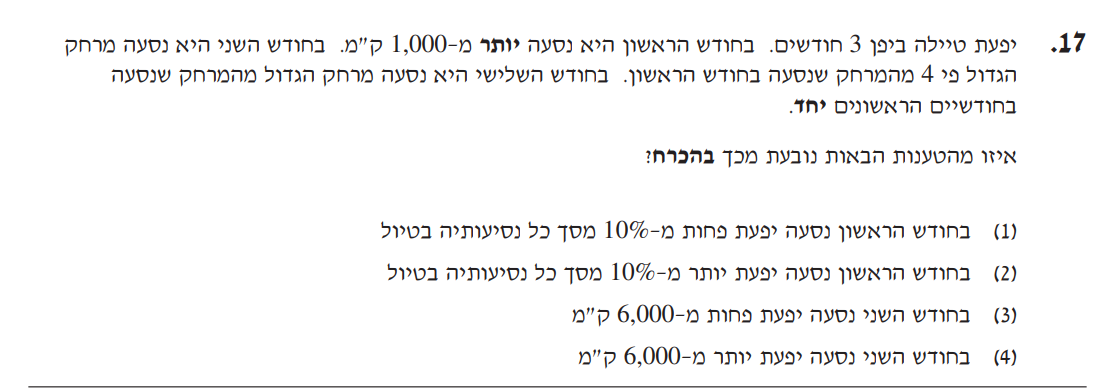 17. יפעת טיילה ביפן 3 חודשים. בחודש הראשון היא נסעה יותר מ-1,000 ק"מ. בחודש השני היא נסעה מרחק
הגדול פי 4 מהמרחק שנסעה בחודש הראשון. בחודש השלישי היא נסעה מרחק הגדול מהמרחק שנסעה
בחודשיים הראשונים יחד.
איזו מהטענות הבאות נובעת מכך בהכרח?
(1) בחודש הראשון נסעה יפעת פחות מ-10% מסך כל נסיעותיה בטיול
(2) בחודש הראשון נסעה יפעת יותר מ-10% מסך כל נסיעותיה בטיול
(3) בחודש השני נסעה יפעת פחות מ-6,000 ק"מ
(4) בחודש השני נסעה יפעת יותר מ-6,000 ק"מ